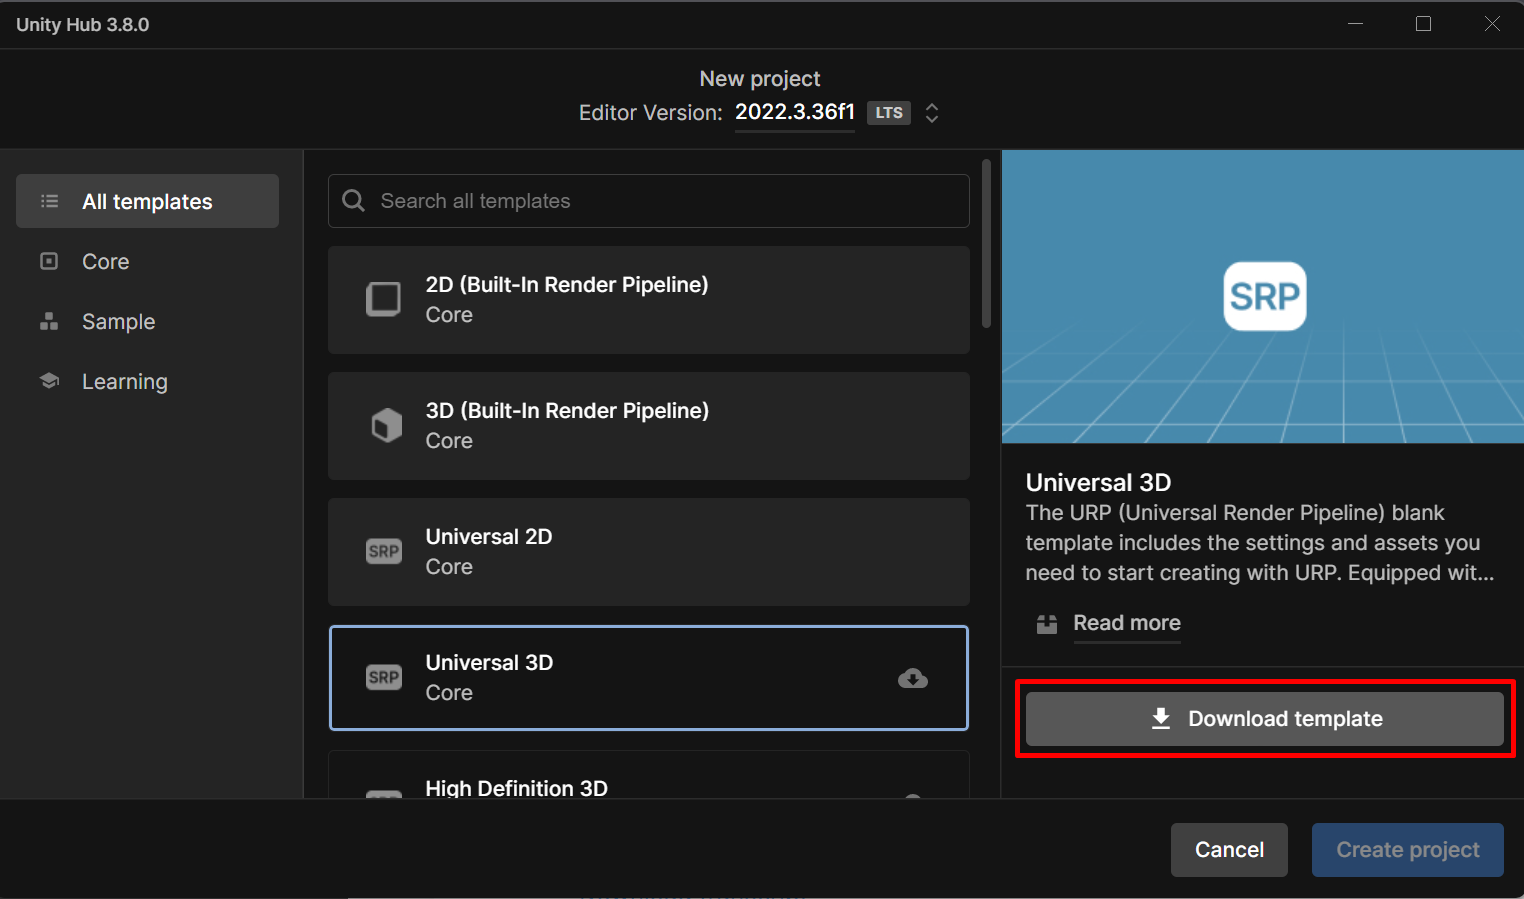 Unity Hub 3.8.0
New project
Editor Version: 2022.3.36f1 LTS
All templates
Core
Sample
Learning
Search all templates
2D (Built-In Render Pipeline)
Core
3D (Built-In Render Pipeline)
Core
SRP
Universal 2D
Core
SRP
Universal 3D
Core
High Definition 3D
SRP
Universal 3D
The URP (Universal Render Pipeline) blank
template includes the settings and assets you
need to start creating with URP. Equipped wit...
Read more
Download template
Cancel
Create project